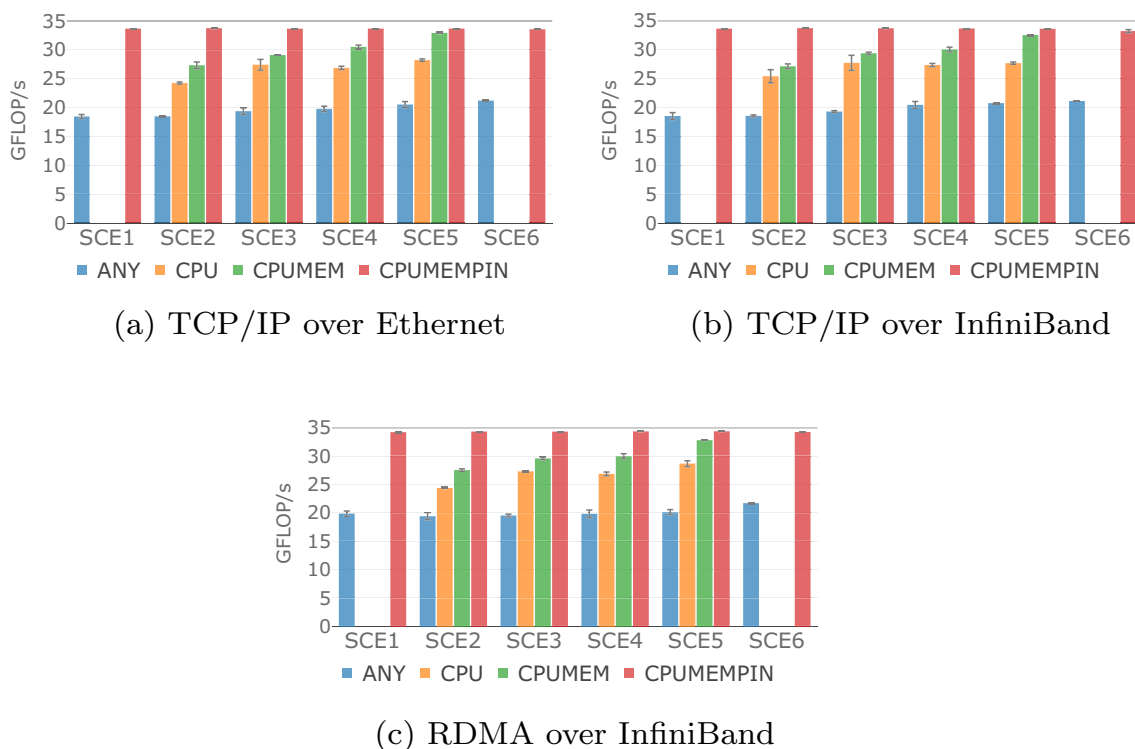 35
30
25
20
15
10
5
0
GFLOP/s
SCE1 SCE2 SCE3 SCE4 SCE5 SCE6
ANY CPU CPUMEM CPUMEMPIN
(a) TCP/IP over Ethernet
35
30
25
20
15
10
5
0
GFLOP/s
SCE1 SCE2 SCE3 SCE4 SCE5 SCE6
ANY CPU CPUMEM CPUMEMPIN
(b) TCP/IP over InfiniBand
35
30
25
20
15
10
5
0
GFLOP/s
SCE1 SCE2 SCE3 SCE4 SCE5 SCE6
ANY CPU CPUMEM CPUMEMPIN
(c) RDMA over InfiniBand